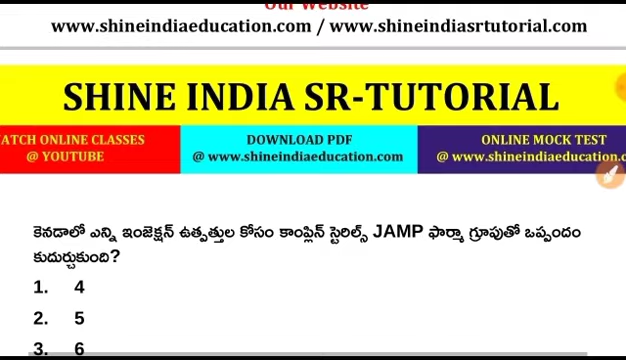 Our Website
www.shineindiaeducation.com / www.shineindiasrtutorial.com
SHINE INDIA SR-TUTORIAL
ATCH ONLINE CLASSES
@ YOUTUBE
DOWNLOAD PDF
@ www.shineindiaeducation.com
ONLINE MOCK TEST
@ www.shineindiaeducation.c
కెనడాలో ఎన్ని ఇంజెక్షన్ ఉత్పత్తుల కోసం కాంప్లిన్ స్టెరిల్స్ JAMP ఫార్మా గ్రూపుతో ఒప్పందం
కుదుర్చుకుంది?
1. 4
2. 5
3. 6